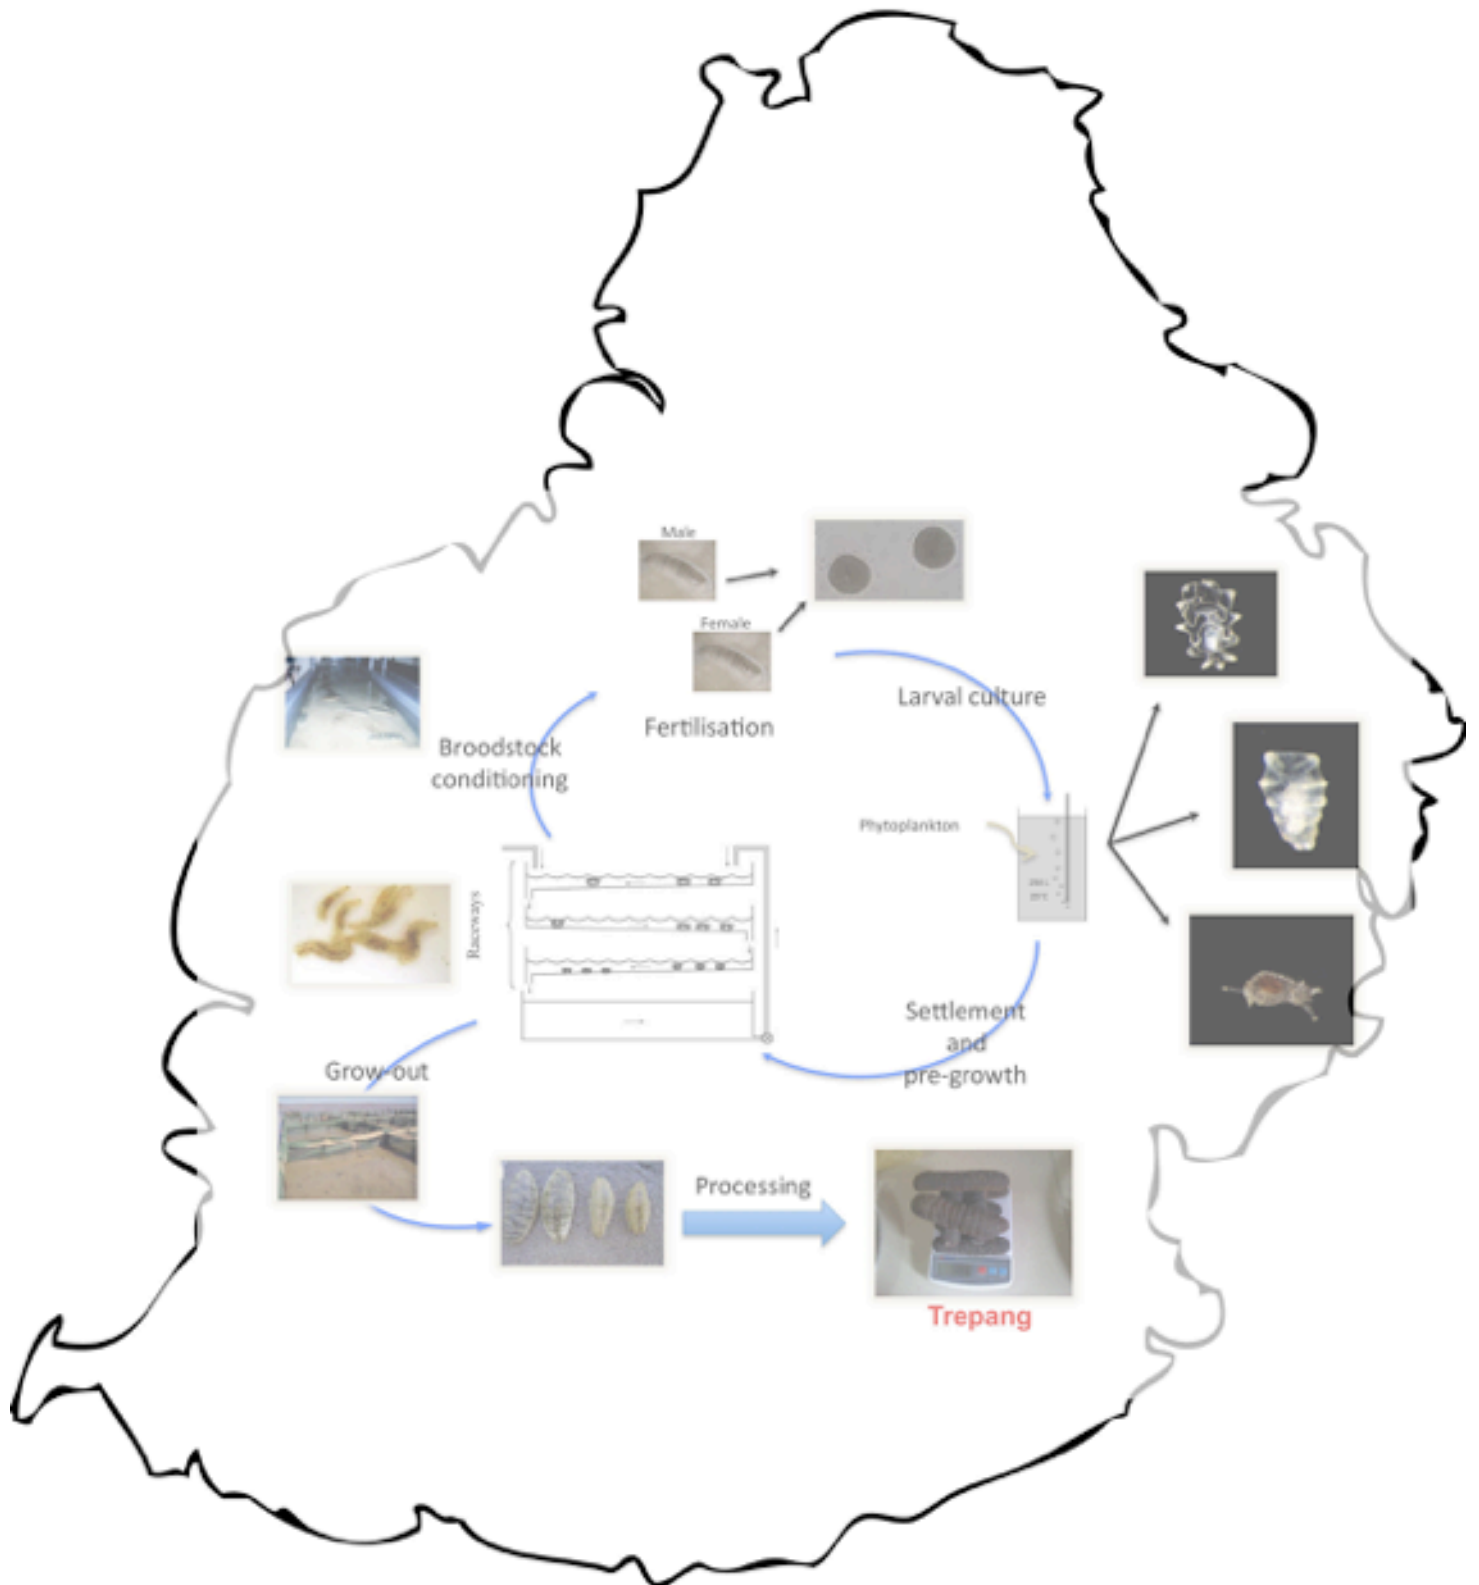 Male
Female
Fertilisation
Larval culture
Broodstock
conditioning
Phytoplankton
Raceways
Settlement
and
pre-growth
Grow-out
Processing
Trepang